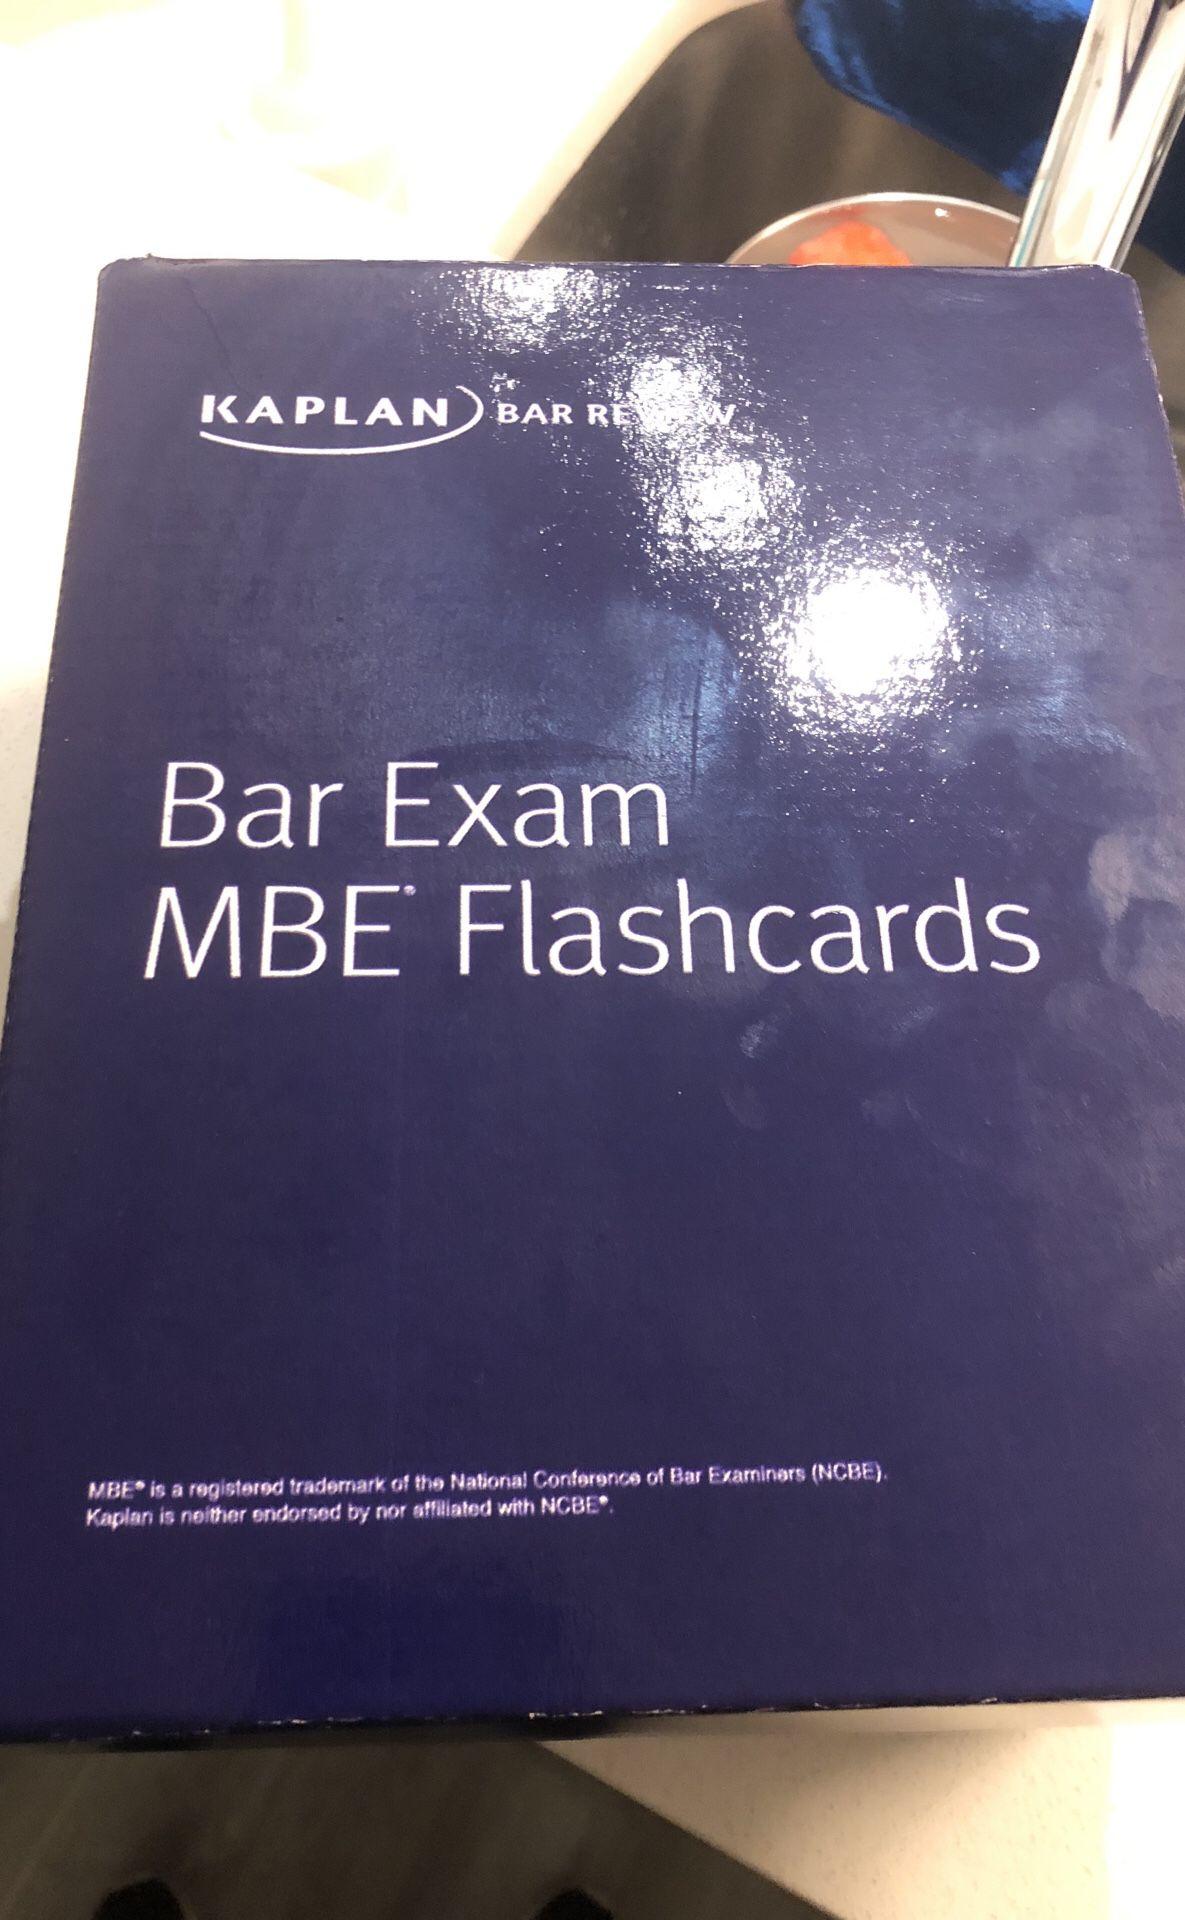 KAPLAN BAR REVIEW
Bar Exam
MBE® Flashcards
MBE® is a registered trademark of the National Conference of Bar Examiners (NCBE).
Kaplan is neither endorsed by nor affiliated with NCBE®.